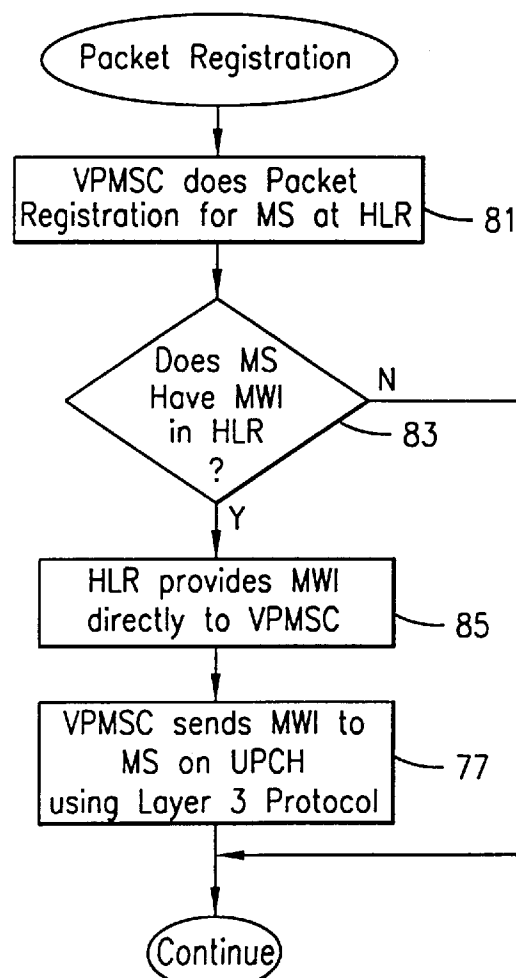 Packet Registration
VPMSC does Packet
Registration for MS at HLR
81
Does MS
Have MWI
in HLR
?
N
83
Y
HLR provides MWI
directly to VPMSC
85
VPMSC sends MWI to
MS on UPCH
using Layer 3 Protocol
77
Continue